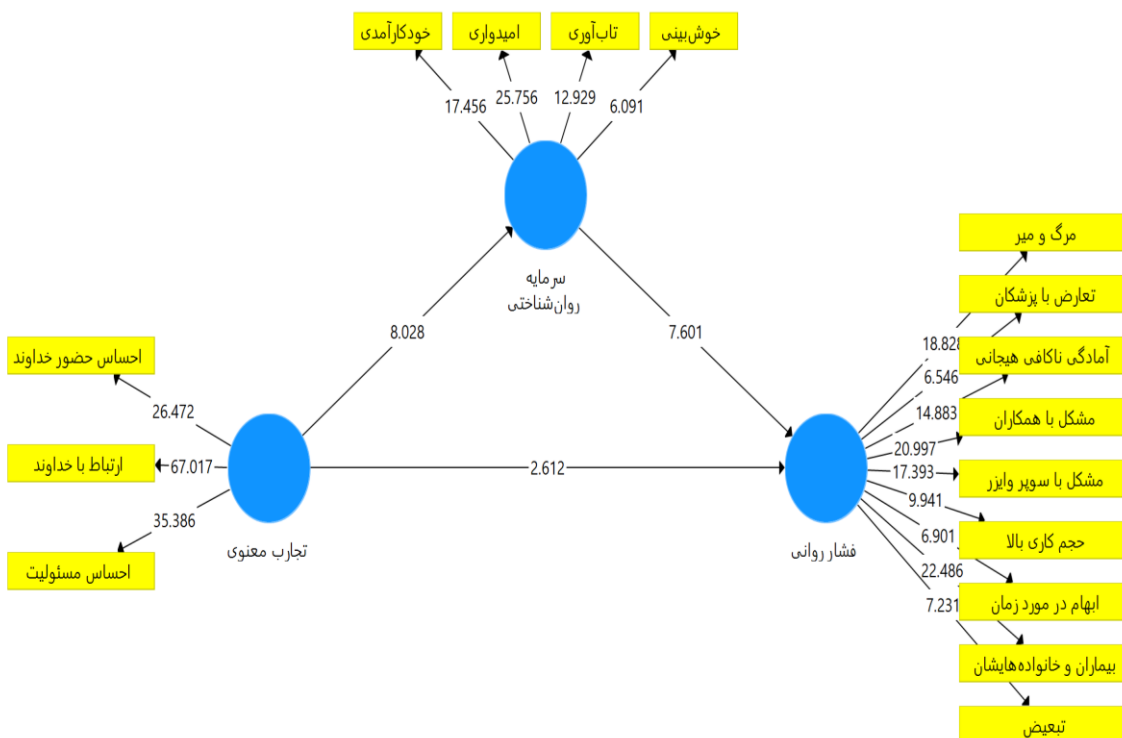 خودکارآمدی
امیدواری
تاب‌آوری
خوش‌بینی
17.456
25.756
12.929
6.091
سرمایه
روان‌شناختی
8.028
7.601
احساس حضور خداوند
ارتباط با خداوند
احساس مسئولیت
26.472
67.017
35.386
تجارب معنوی
2.612
فشار روانی
18.828
6.546
14.883
20.997
17.393
9.941
6.901
22.486
7.231
مرگ و میر
تعارض با پزشکان
آمادگی ناکافی هیجانی
مشکل با همکاران
مشکل با سوپر وایزر
حجم کاری بالا
ابهام در مورد زمان
بیماران و خانواده‌هایشان
تبعیض